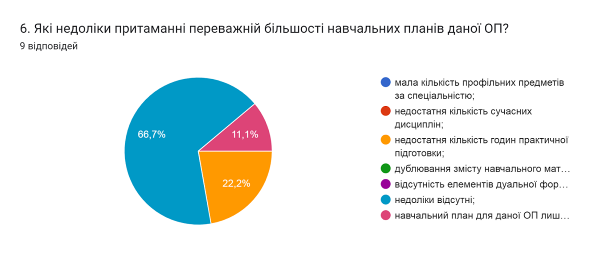 6. Які недоліки притаманні переважній більшості навчальних планів даної ОП?
9 відповідей
66,7%
11,1%
22,2%
мала кількість профільних предметів
за спеціальністю;
недостатня кількість сучасних
дисциплін;
недостатня кількість годин практичної
підготовки;
дублювання змісту навчального мат…
відсутність елементів дуальної фор…
недоліки відсутні;
навчальний план для даної ОП лиш…